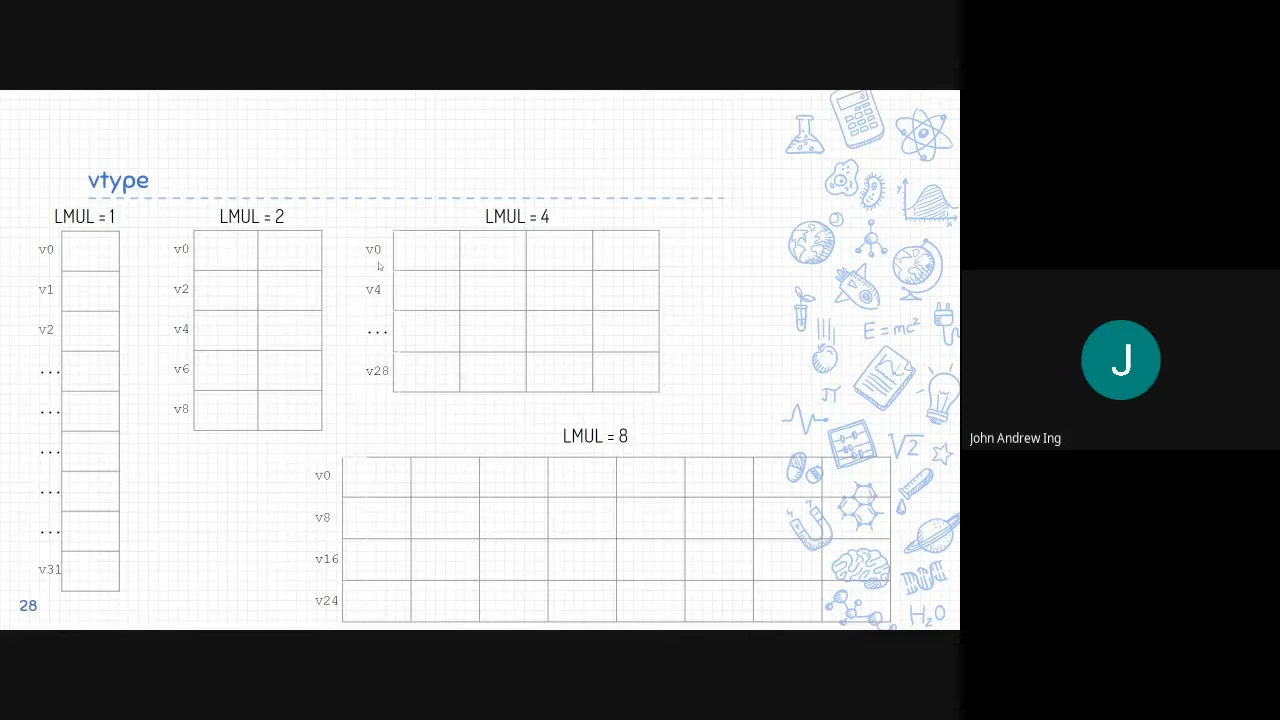 vtype
LMUL = 1
v0
v1
v2
...
...
...
...
...
v31
LMUL = 2
v0
v2
v4
v6
v8
LMUL = 4
v0
v4
...
v28
LMUL = 8
v0
v8
v16
v24
28
E=mc²
π
√2
H₂O
y
x
J
John Andrew Ing